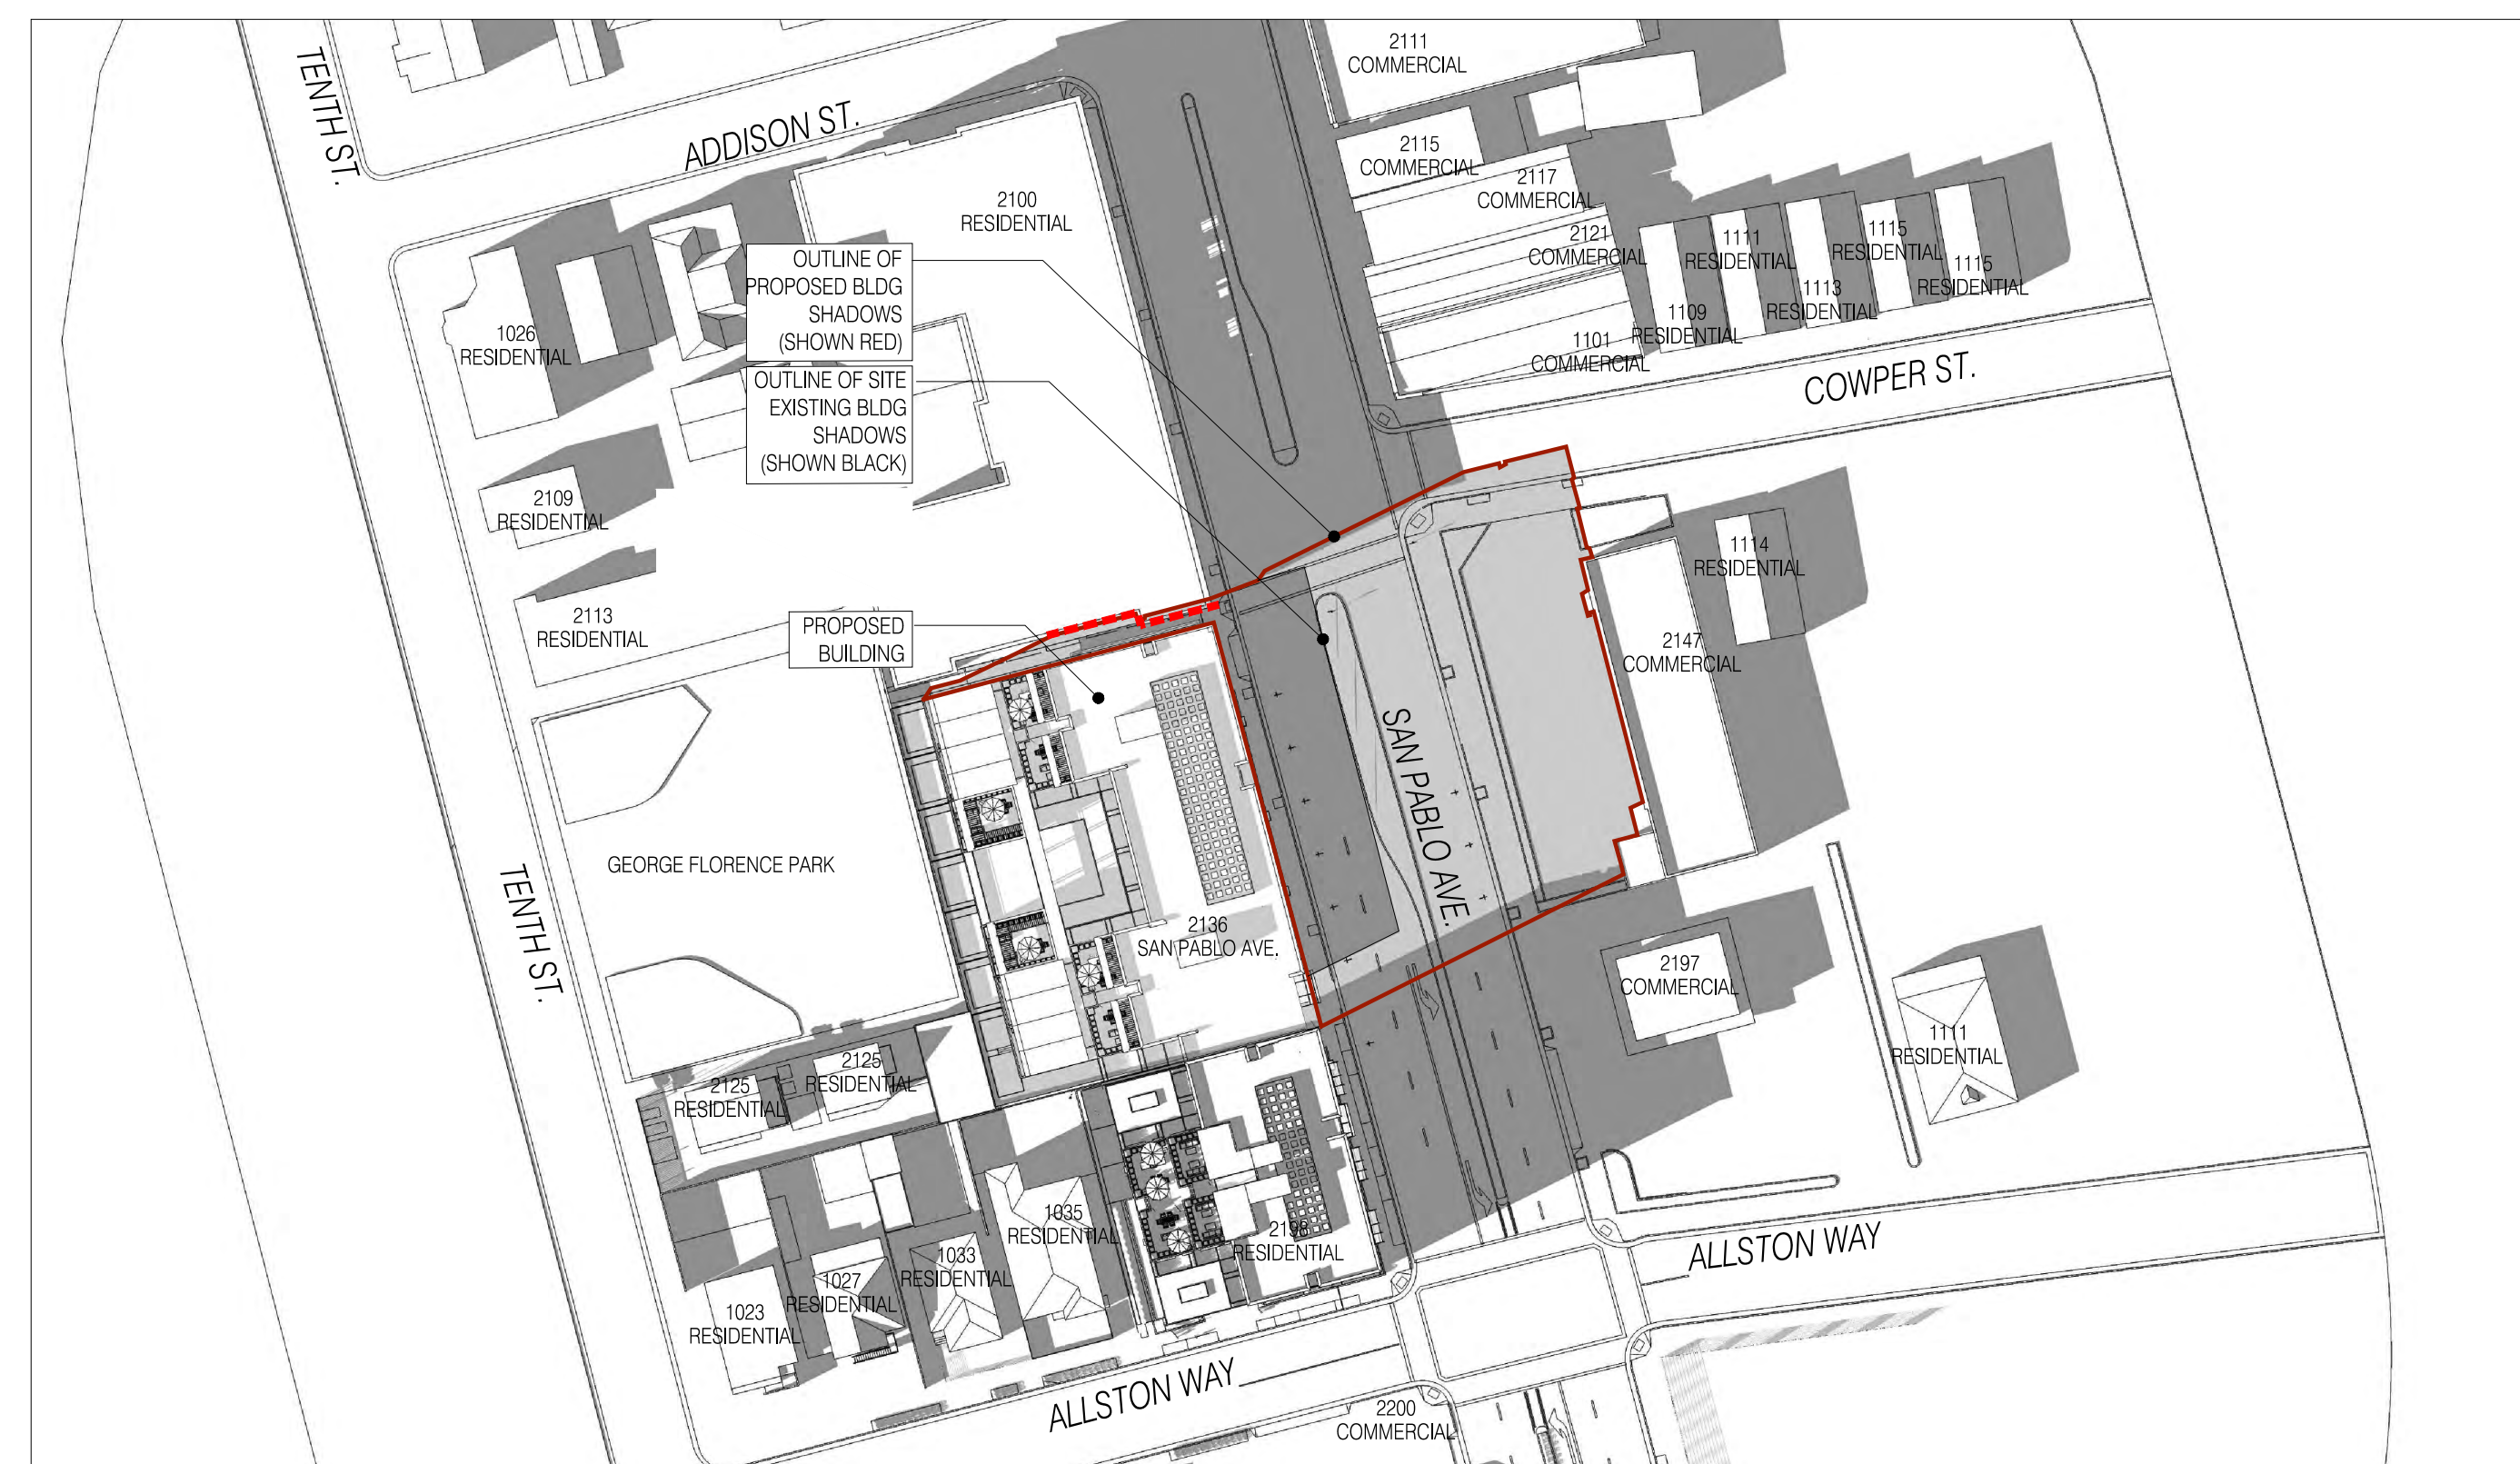 TENTH ST.
ADDISON ST.
2111
COMMERCIAL
2115
COMMERCIAL
2117
COMMERCIAL
2121
COMMERCIAL
1101
COMMERCIAL
1109
RESIDENTIAL
1111
RESIDENTIAL
1113
RESIDENTIAL
1115
RESIDENTIAL
1115
RESIDENTIAL
COWPER ST.
2100
RESIDENTIAL
OUTLINE OF
PROPOSED BLDG
SHADOWS
(SHOWN RED)
OUTLINE OF SITE
EXISTING BLDG
SHADOWS
(SHOWN BLACK)
1026
RESIDENTIAL
2109
RESIDENTIAL
2113
RESIDENTIAL
PROPOSED
BUILDING
1114
RESIDENTIAL
2147
COMMERCIAL
SAN PABLO AVE.
GEORGE FLORENCE PARK
TENTH ST.
2136
SAN PABLO AVE.
2197
COMMERCIAL
1111
RESIDENTIAL
2125
RESIDENTIAL
2125
RESIDENTIAL
1035
RESIDENTIAL
2198
RESIDENTIAL
1033
RESIDENTIAL
1027
RESIDENTIAL
1023
RESIDENTIAL
ALLSTON WAY
ALLSTON WAY
2200
COMMERCIAL